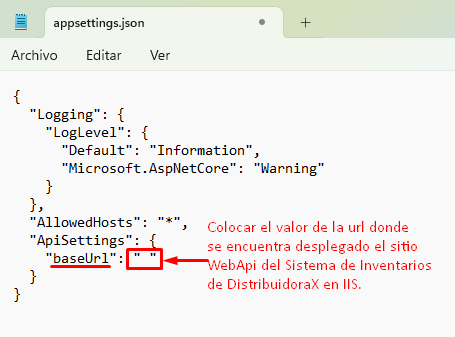 appsettings.json
Archivo Editar Ver
{
"Logging": {
"LogLevel": {
"Default": "Information",
"Microsoft.AspNetCore": "Warning"
}
},
"AllowedHosts": "*",
"ApiSettings": {
"baseUrl": " "
}
}
Colocar el valor de la url donde
se encuentra desplegado el sitio
WebApi del Sistema de Inventarios
de DistribuidoraX en IIS.